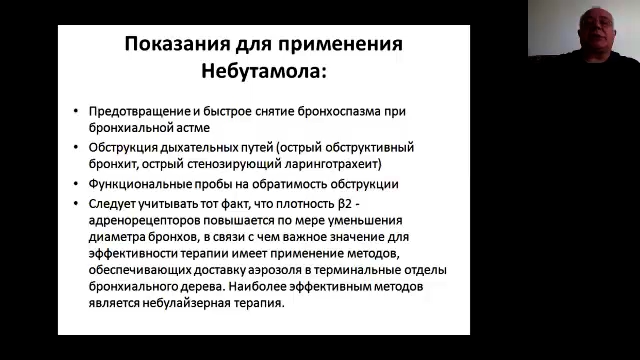 Показания для применения
Небутамола:
• Предотвращение и быстрое снятие бронхоспазма при
бронхиальной астме
• Обструкция дыхательных путей (острый обструктивный
бронхит, острый стенозирующий ларинготрахеит)
• Функциональные пробы на обратимость обструкции
• Следует учитывать тот факт, что плотность β2 -
адренорецепторов повышается по мере уменьшения
диаметра бронхов, в связи с чем важное значение для
эффективности терапии имеет применение методов,
обеспечивающих доставку аэрозоля в терминальные отделы
бронхиального дерева. Наиболее эффективным методов
является небулайзерная терапия.